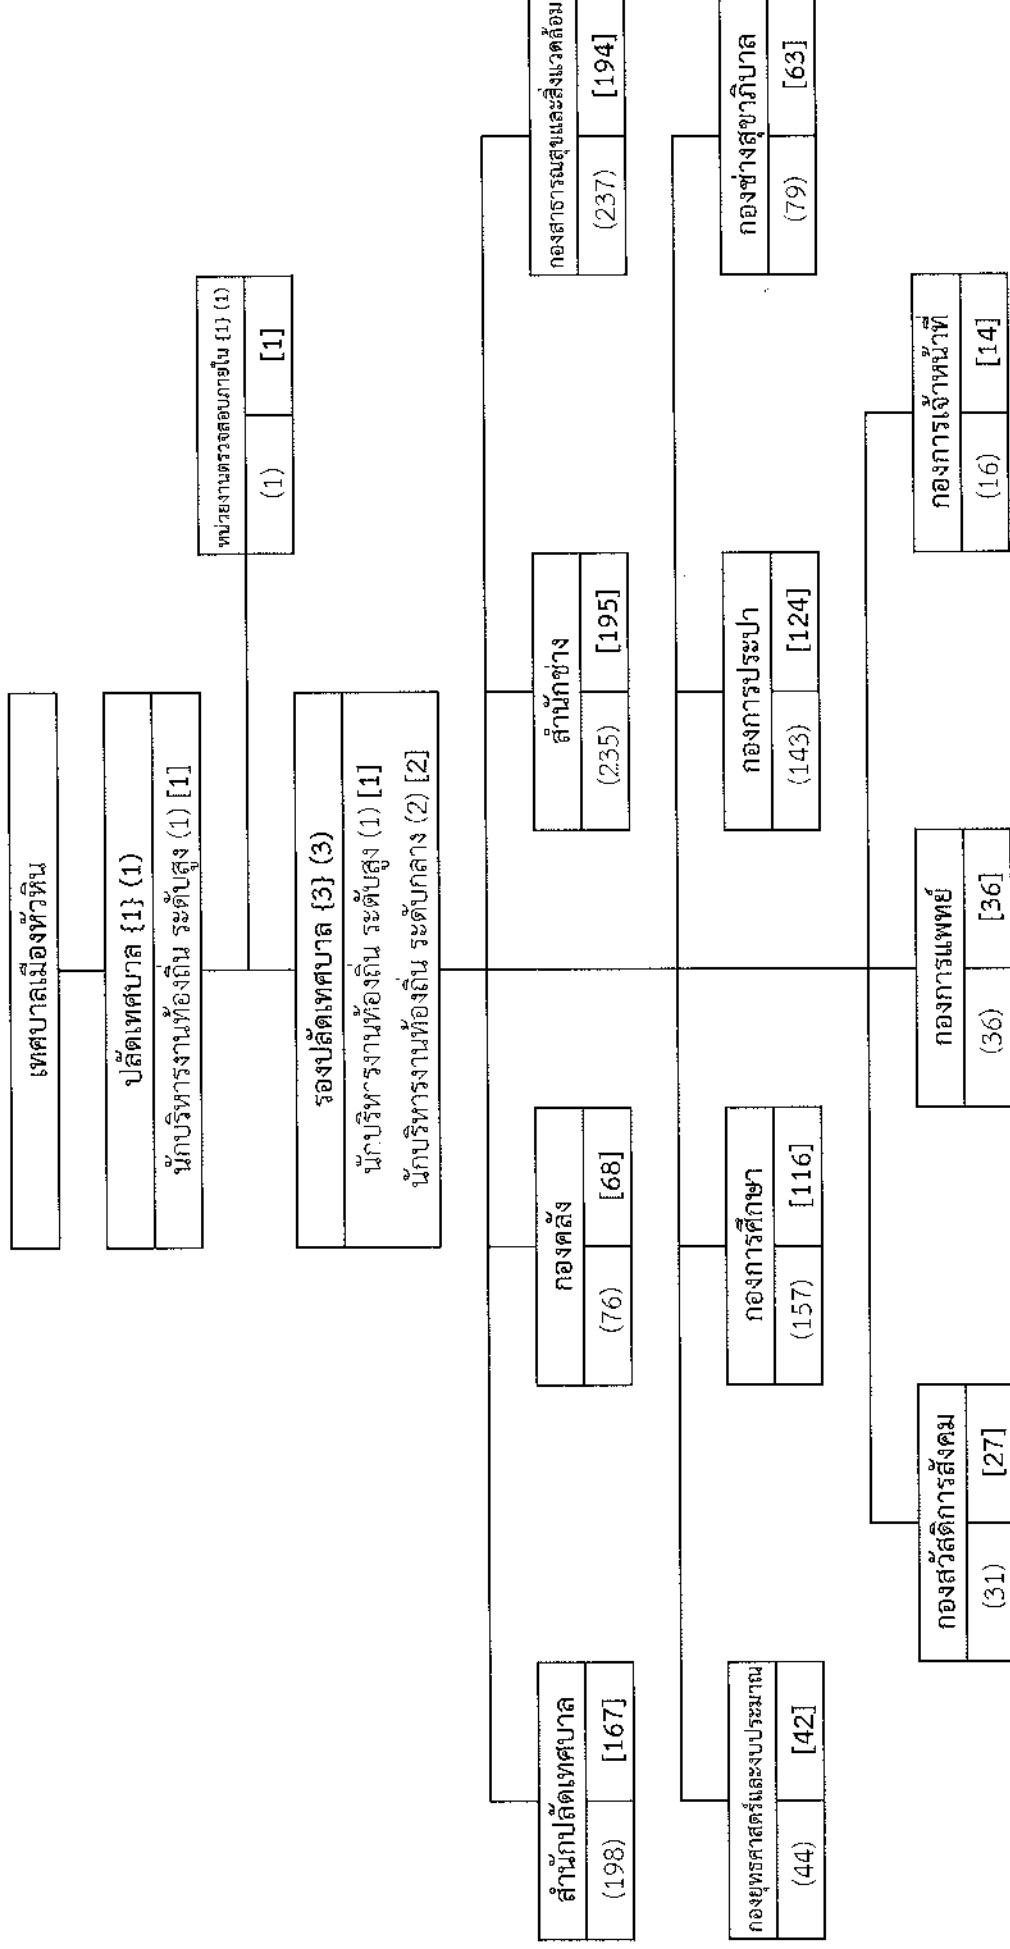 เทศบาลเมืองหัวหิน
ปลัดเทศบาล {1} (1)
นักบริหารงานท้องถิ่น ระดับสูง (1) [1]
หน่วยงานตรวจสอบภายใน {1} (1)
(1) [1]
รองปลัดเทศบาล {3} (3)
นักบริหารงานท้องถิ่น ระดับสูง (1) [1]
นักบริหารงานท้องถิ่น ระดับกลาง (2) [2]
สำนักปลัดเทศบาล
(198) [167]
กองคลัง
(76) [68]
สำนักช่าง
(235) [195]
กองสาธารณสุขและสิ่งแวดล้อม
(237) [194]
กองยุทธศาสตร์และงบประมาณ
(44) [42]
กองการศึกษา
(157) [116]
กองการประปา
(143) [124]
กองช่างสุขาภิบาล
(79) [63]
กองสวัสดิการสังคม
(31) [27]
กองการแพทย์
(36) [36]
กองการเจ้าหน้าที่
(16) [14]